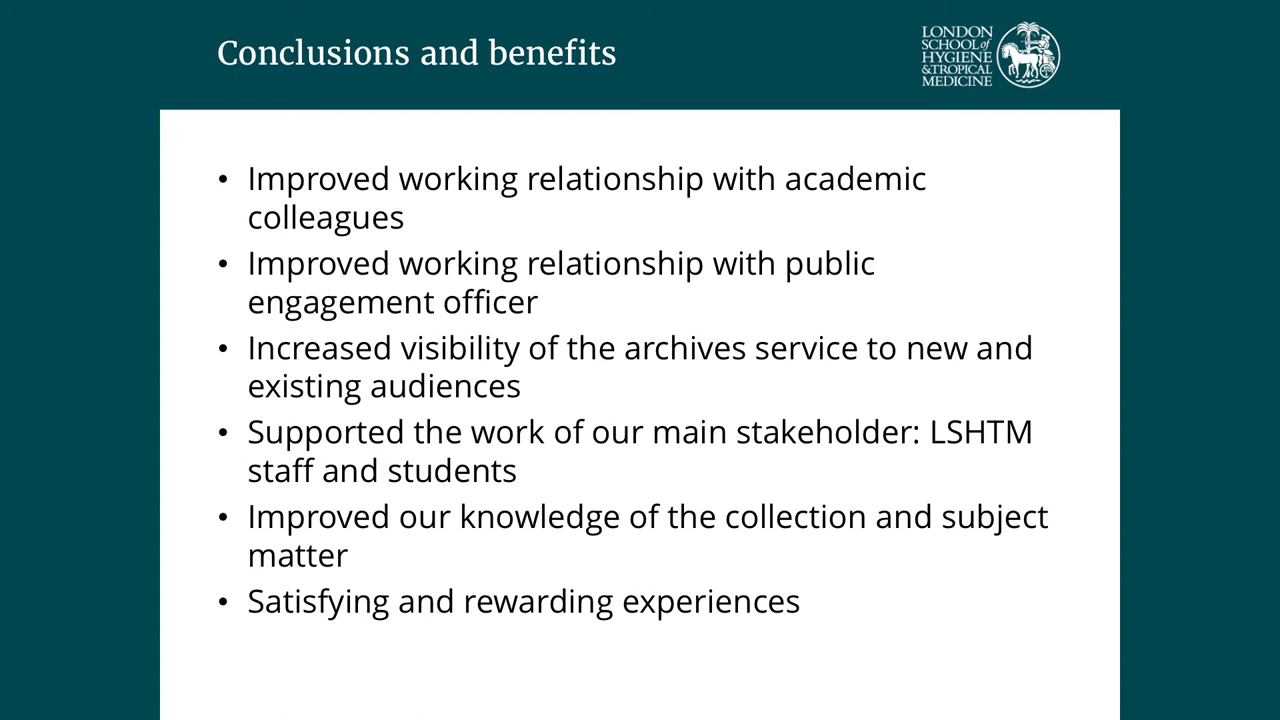 Conclusions and benefits
LONDON
SCHOOL of
HYGIENE
& TROPICAL
MEDICINE
• Improved working relationship with academic
colleagues
• Improved working relationship with public
engagement officer
• Increased visibility of the archives service to new and
existing audiences
• Supported the work of our main stakeholder: LSHTM
staff and students
• Improved our knowledge of the collection and subject
matter
• Satisfying and rewarding experiences